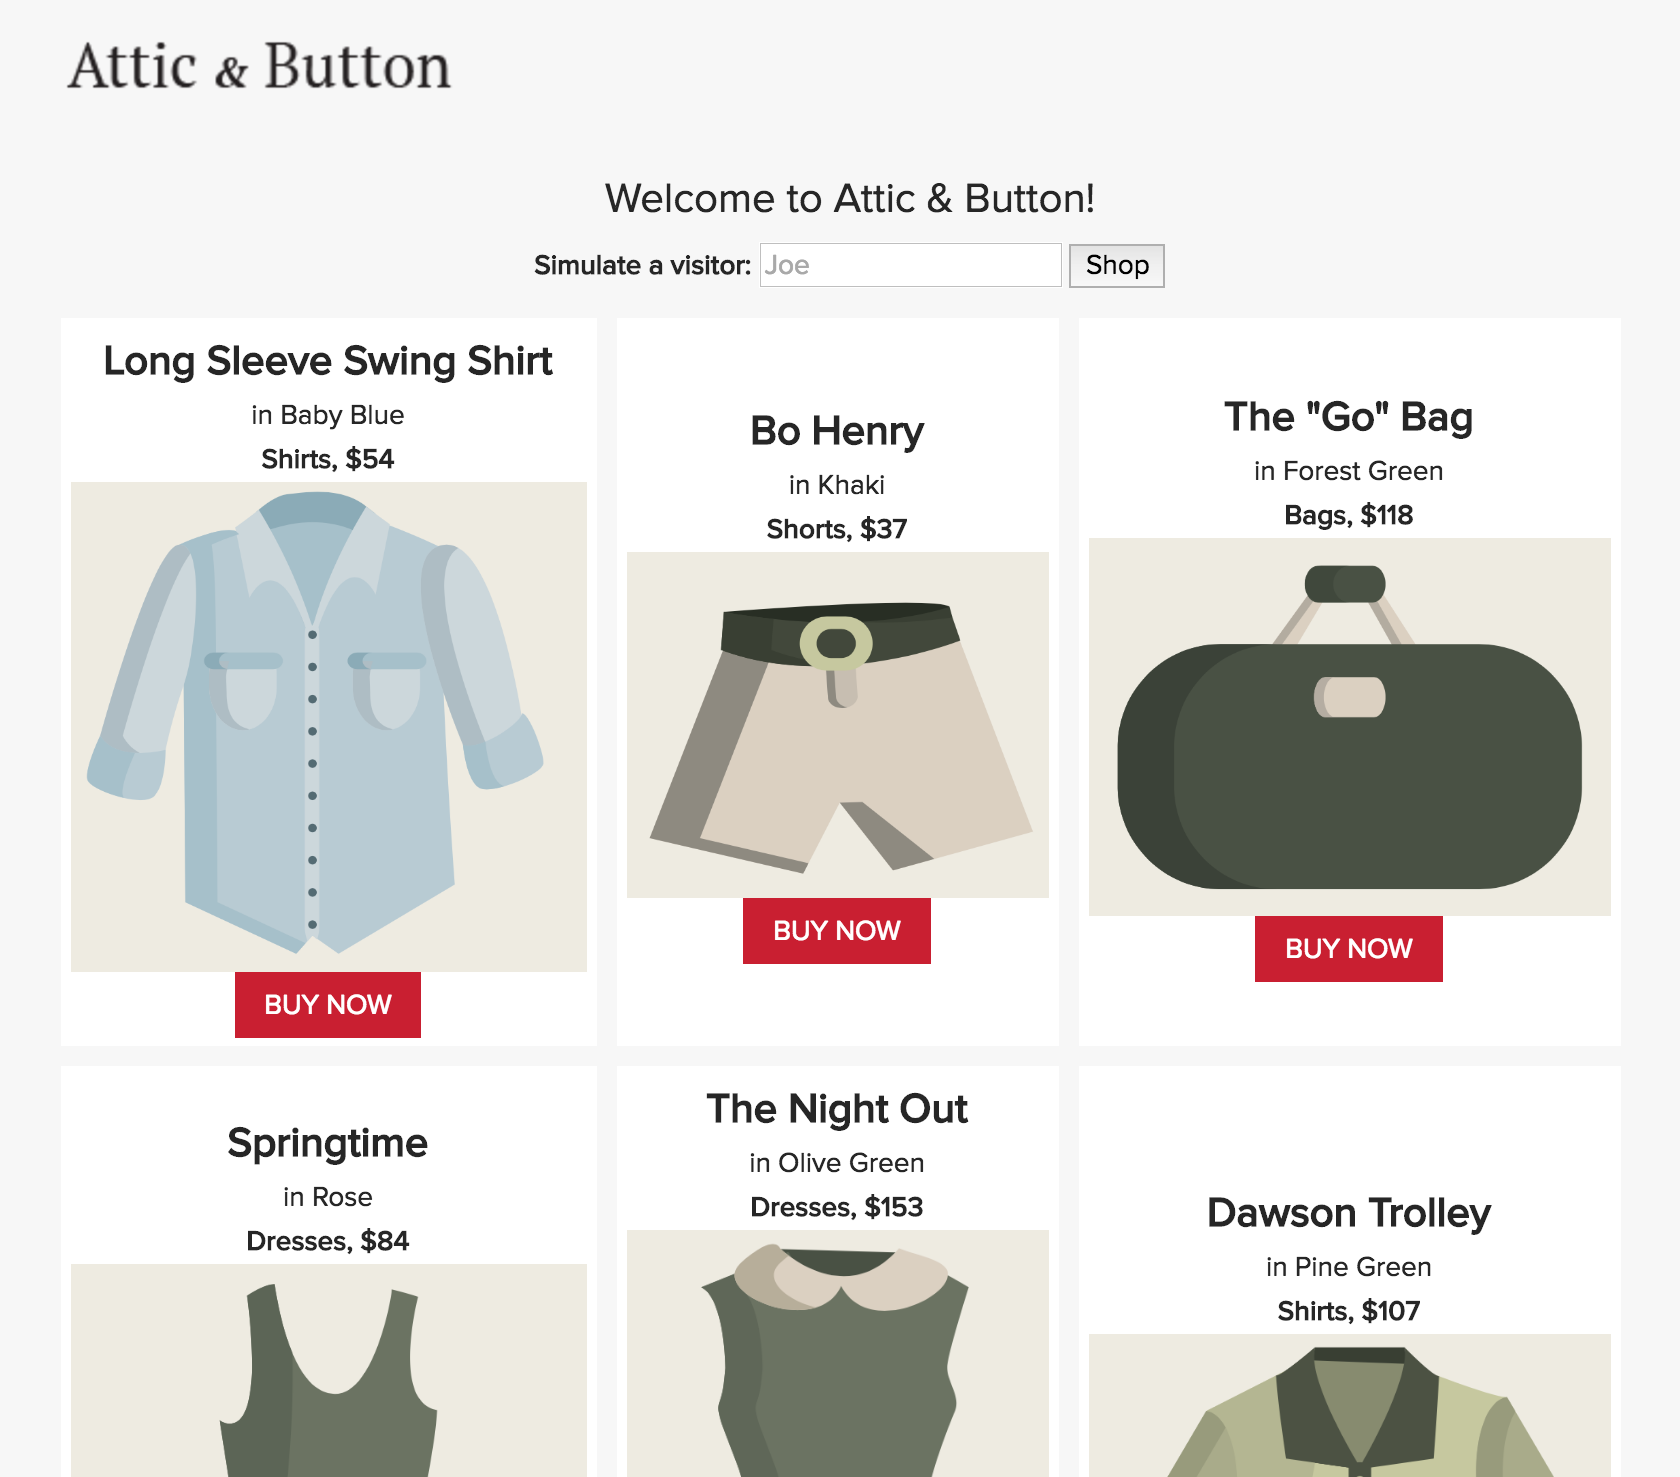 Attic & Button
Welcome to Attic & Button!
Simulate a visitor: Joe Shop
Long Sleeve Swing Shirt
in Baby Blue
Shirts, $54
BUY NOW
Bo Henry
in Khaki
Shorts, $37
BUY NOW
The "Go" Bag
in Forest Green
Bags, $118
BUY NOW
Springtime
in Rose
Dresses, $84
The Night Out
in Olive Green
Dresses, $153
Dawson Trolley
in Pine Green
Shirts, $107